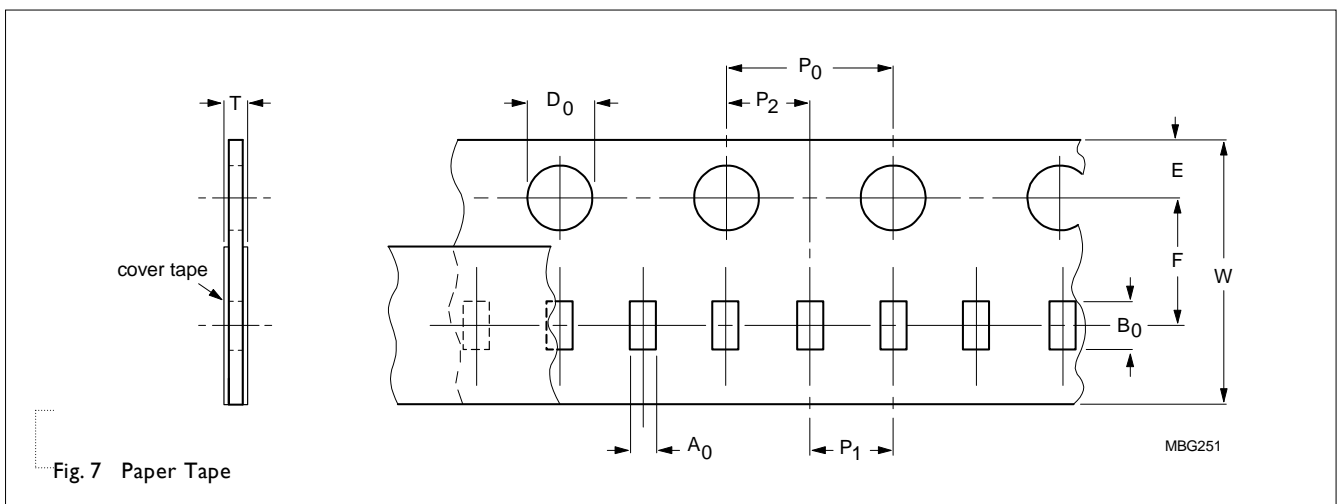 P0
T
D0
P2
E
cover tape
F
W
B0
A0
P1
MBG251
Fig. 7 Paper Tape